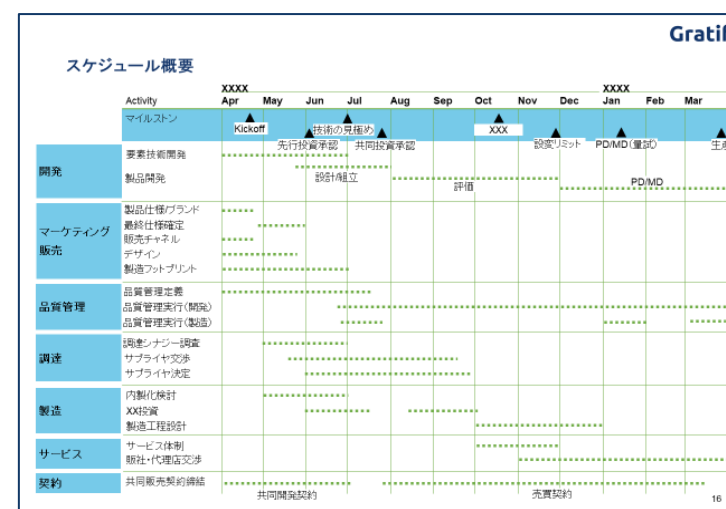 Gratif
スケジュール概要
XXXX XXXX
Activity Apr May Jun Jul Aug Sep Oct Nov Dec Jan Feb Mar
マイルストン
Kickoff 技術の見極め XXX
先行投資承認 共同投資承認 設変リミット PD/MD(量試) 生産
開発
要素技術開発
製品開発 設計/組立 評価 PD/MD
マーケティング
販売
製品仕様/ブランド
最終仕様確定
販売チャネル
デザイン
製造フットプリント
品質管理
品質管理定義
品質管理実行(開発)
品質管理実行(製造)
調達
調達シナジー調査
サプライヤ交渉
サプライヤ決定
製造
内製化検討
XX投資
製造工程設計
サービス
サービス体制
販社・代理店交渉
契約
共同販売契約締結
共同開発契約 売買契約
16